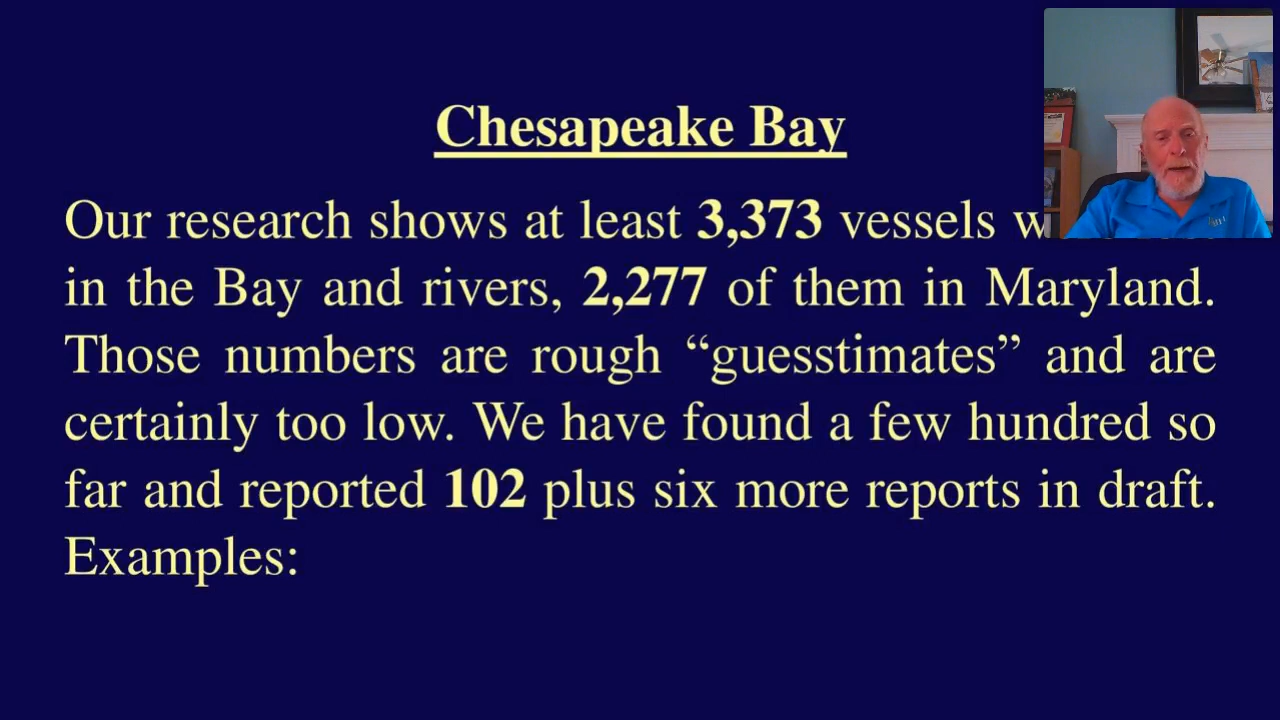 Chesapeake Bay
Our research shows at least 3,373 vessels
in the Bay and rivers, 2,277 of them in Maryland.
Those numbers are rough “guesstimates” and are
certainly too low. We have found a few hundred so
far and reported 102 plus six more reports in draft.
Examples: